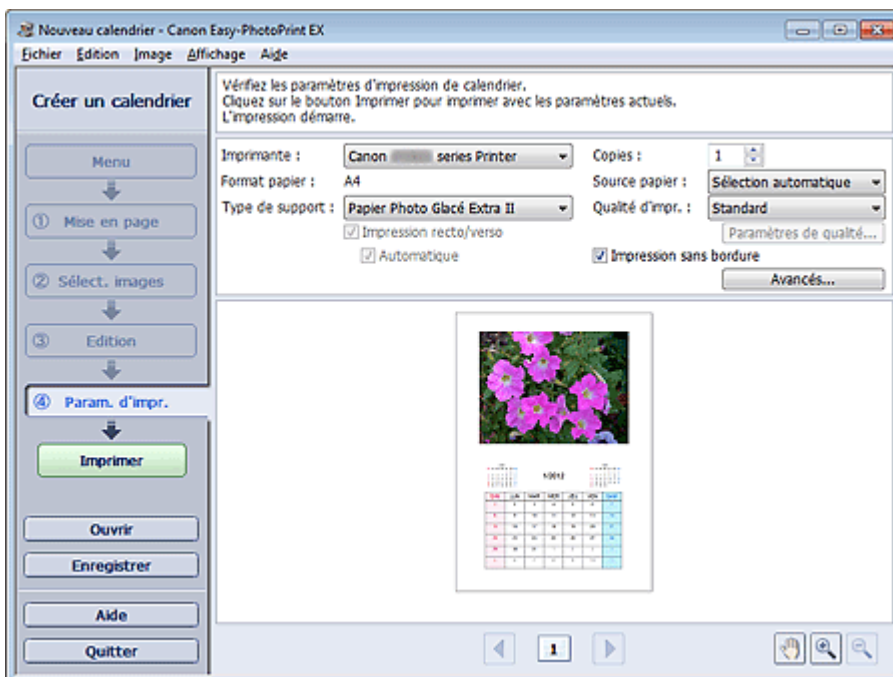 Nouveau calendrier - Canon Easy-PhotoPrint EX
Fichier Edition Image Affichage Aide
Créer un calendrier
Menu
① Mise en page
② Sélect. images
③ Edition
④ Param. d'impr.
Imprimer
Ouvrir
Enregistrer
Aide
Quitter
Vérifiez les paramètres d'impression de calendrier.
Cliquez sur le bouton Imprimer pour imprimer avec les paramètres actuels.
L'impression démarre.
Imprimante : Canon series Printer Copies : 1
Format papier : A4 Source papier : Sélection automatique
Type de support : Papier Photo Glacé Extra II Qualité d'impr. : Standard
Impression recto/verso Paramètres de qualité...
Automatique Impression sans bordure
Avancés...
1/2012
1